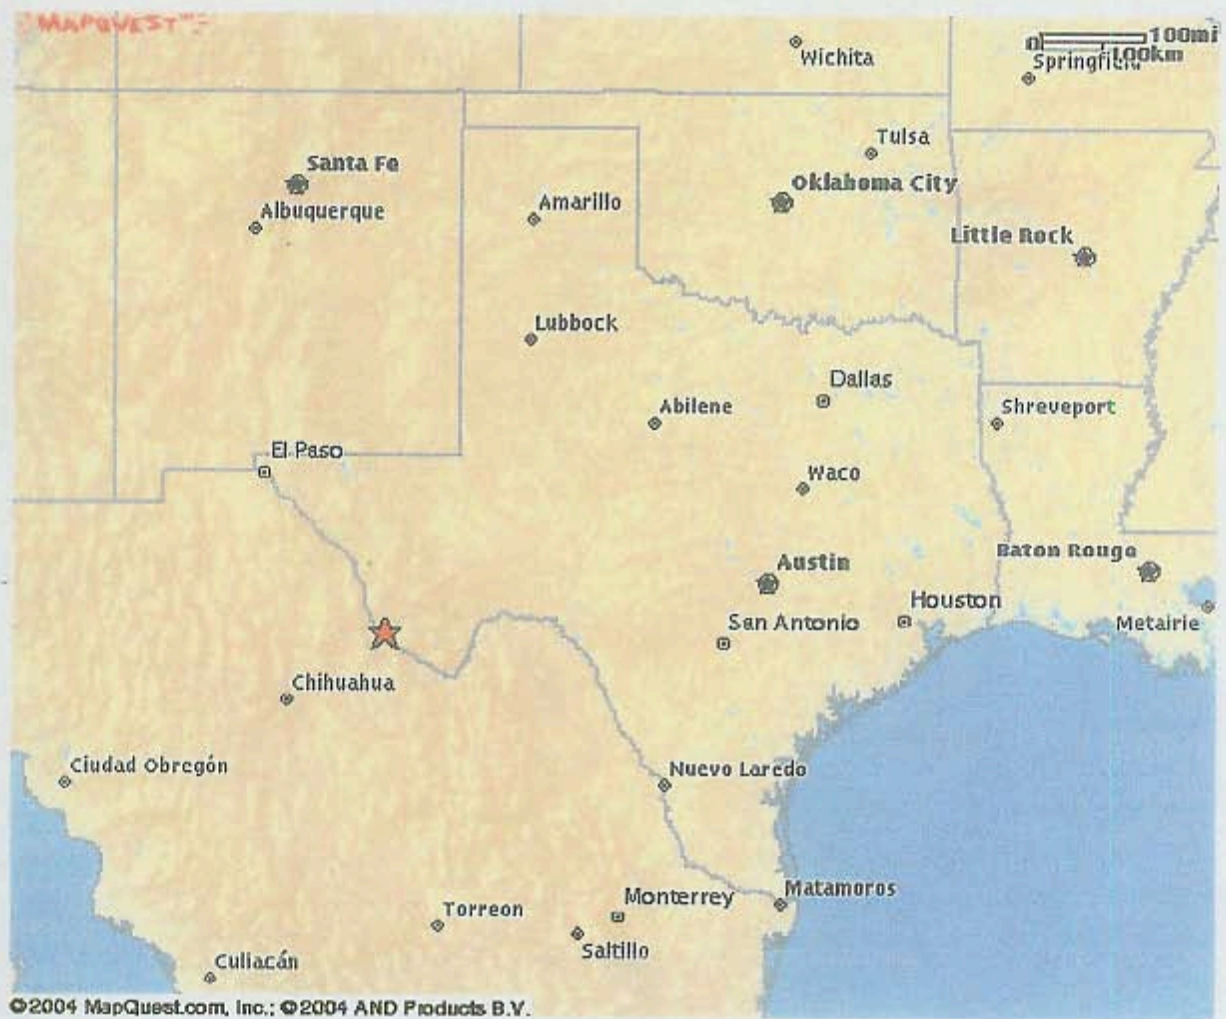 "MAPQUEST"
0 100mi
100km
Wichita
Springfield
Tulsa
Santa Fe
Oklahoma City
Amarillo
Albuquerque
Little Rock
Lubbock
Dallas
Abilene
Shreveport
El Paso
Waco
Baton Rouge
Austin
Houston
San Antonio
Metairie
Chihuahua
Ciudad Obregón
Nuevo Laredo
Matamoros
Monterrey
Torreon
Saltillo
Culiacán
©2004 MapQuest.com, Inc.; ©2004 AND Products B.V.